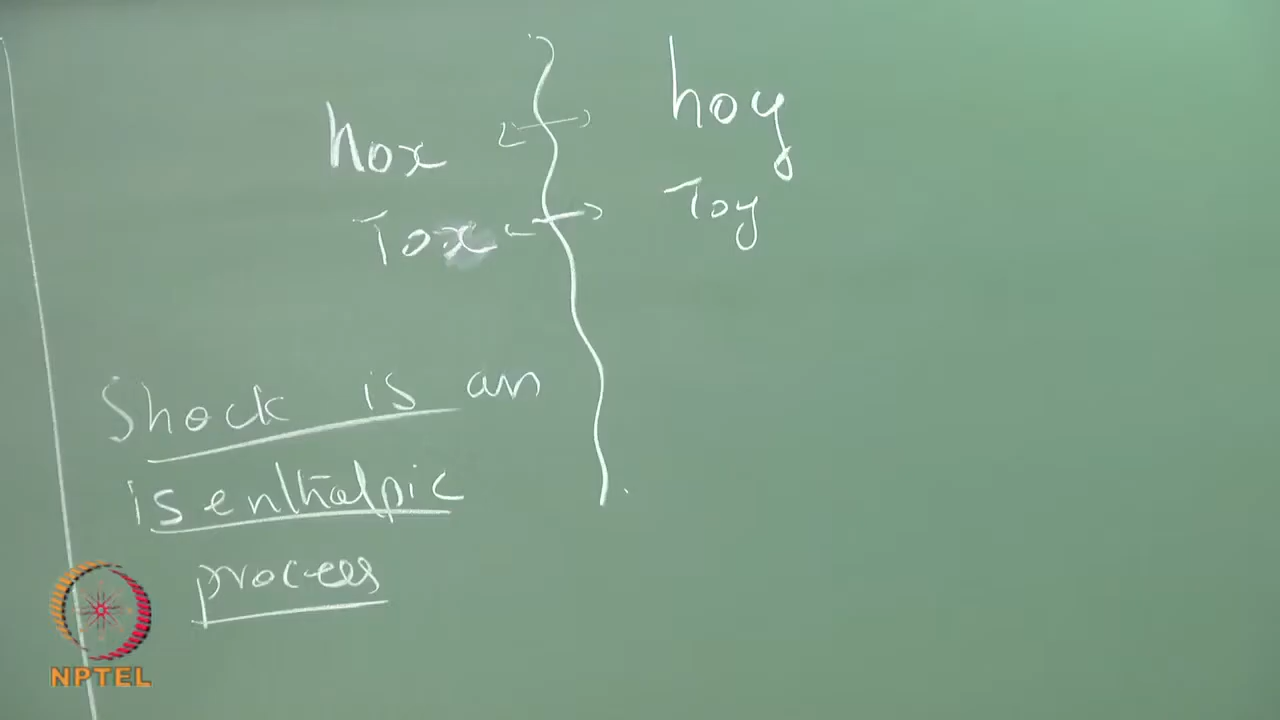 hox hoy
Tox Toy
Shock is an
isenthalpic
process
NPTEL